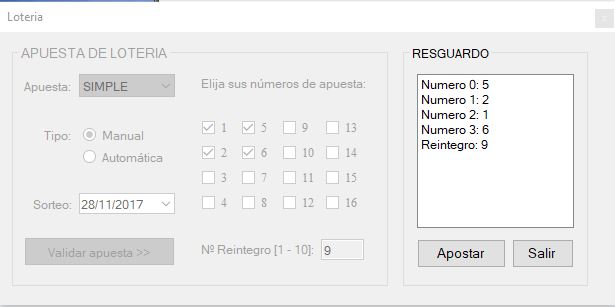 Loteria
APUESTA DE LOTERIA
Apuesta: SIMPLE
Elija sus números de apuesta:
Tipo: Manual
Automática
1 5 9 13
2 6 10 14
3 7 11 15
4 8 12 16
Sorteo: 28/11/2017
Validar apuesta >>
Nº Reintegro [1 - 10]: 9
RESGUARDO
Numero 0: 5
Numero 1: 2
Numero 2: 1
Numero 3: 6
Reintegro: 9
Apostar Salir